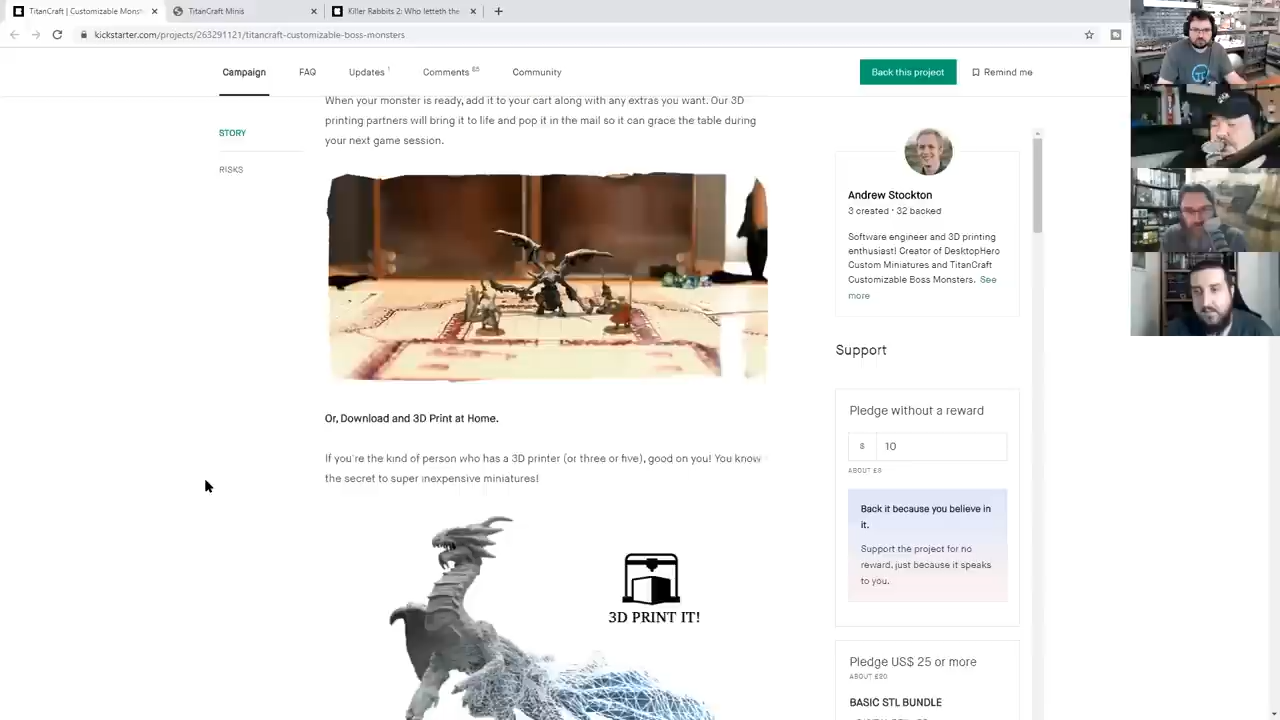 TitanCraft | Customizable Monst
TitanCraft Minis
Killer Rabbits 2: Who letteth the
kickstarter.com/projects/263291121/titancraft-customizable-boss-monsters
Campaign
FAQ
Updates 1
Comments 65
Community
Back this project
Remind me
STORY
RISKS
When your monster is ready, add it to your cart along with any extras you want. Our 3D
printing partners will bring it to life and pop it in the mail so it can grace the table during
your next game session.
Or, Download and 3D Print at Home.
If you're the kind of person who has a 3D printer (or three or five), good on you! You know
the secret to super inexpensive miniatures!
3D PRINT IT!
Andrew Stockton
3 created · 32 backed
Software engineer and 3D printing
enthusiast! Creator of DesktopHero
Custom Miniatures and TitanCraft
Customizable Boss Monsters. See
more
Support
Pledge without a reward
$ 10
ABOUT £8
Back it because you believe in
it.
Support the project for no
reward, just because it speaks
to you.
Pledge US$ 25 or more
ABOUT £20
BASIC STL BUNDLE